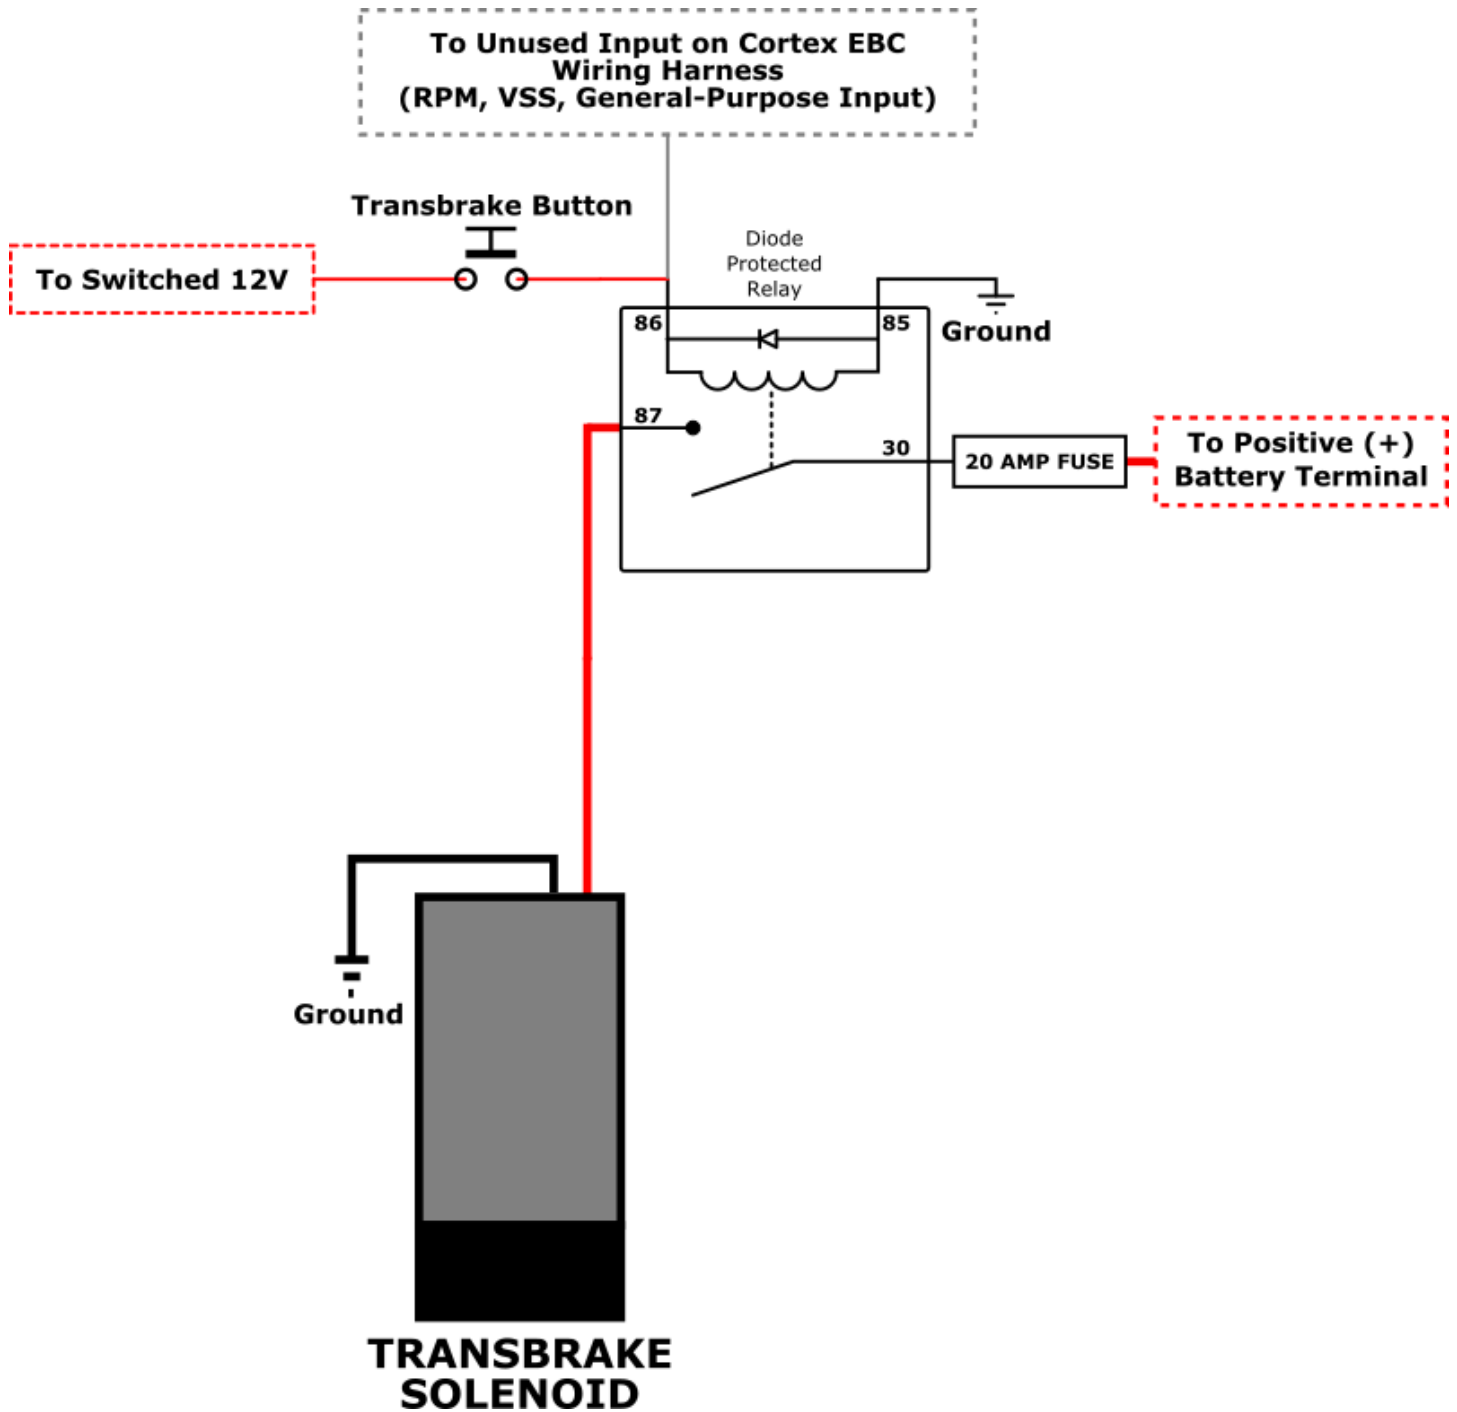 To Unused Input on Cortex EBC
Wiring Harness
(RPM, VSS, General-Purpose Input)
Transbrake Button
To Switched 12V
Diode
Protected
Relay
86
85
Ground
87
30
20 AMP FUSE
To Positive (+)
Battery Terminal
Ground
TRANSBRAKE
SOLENOID